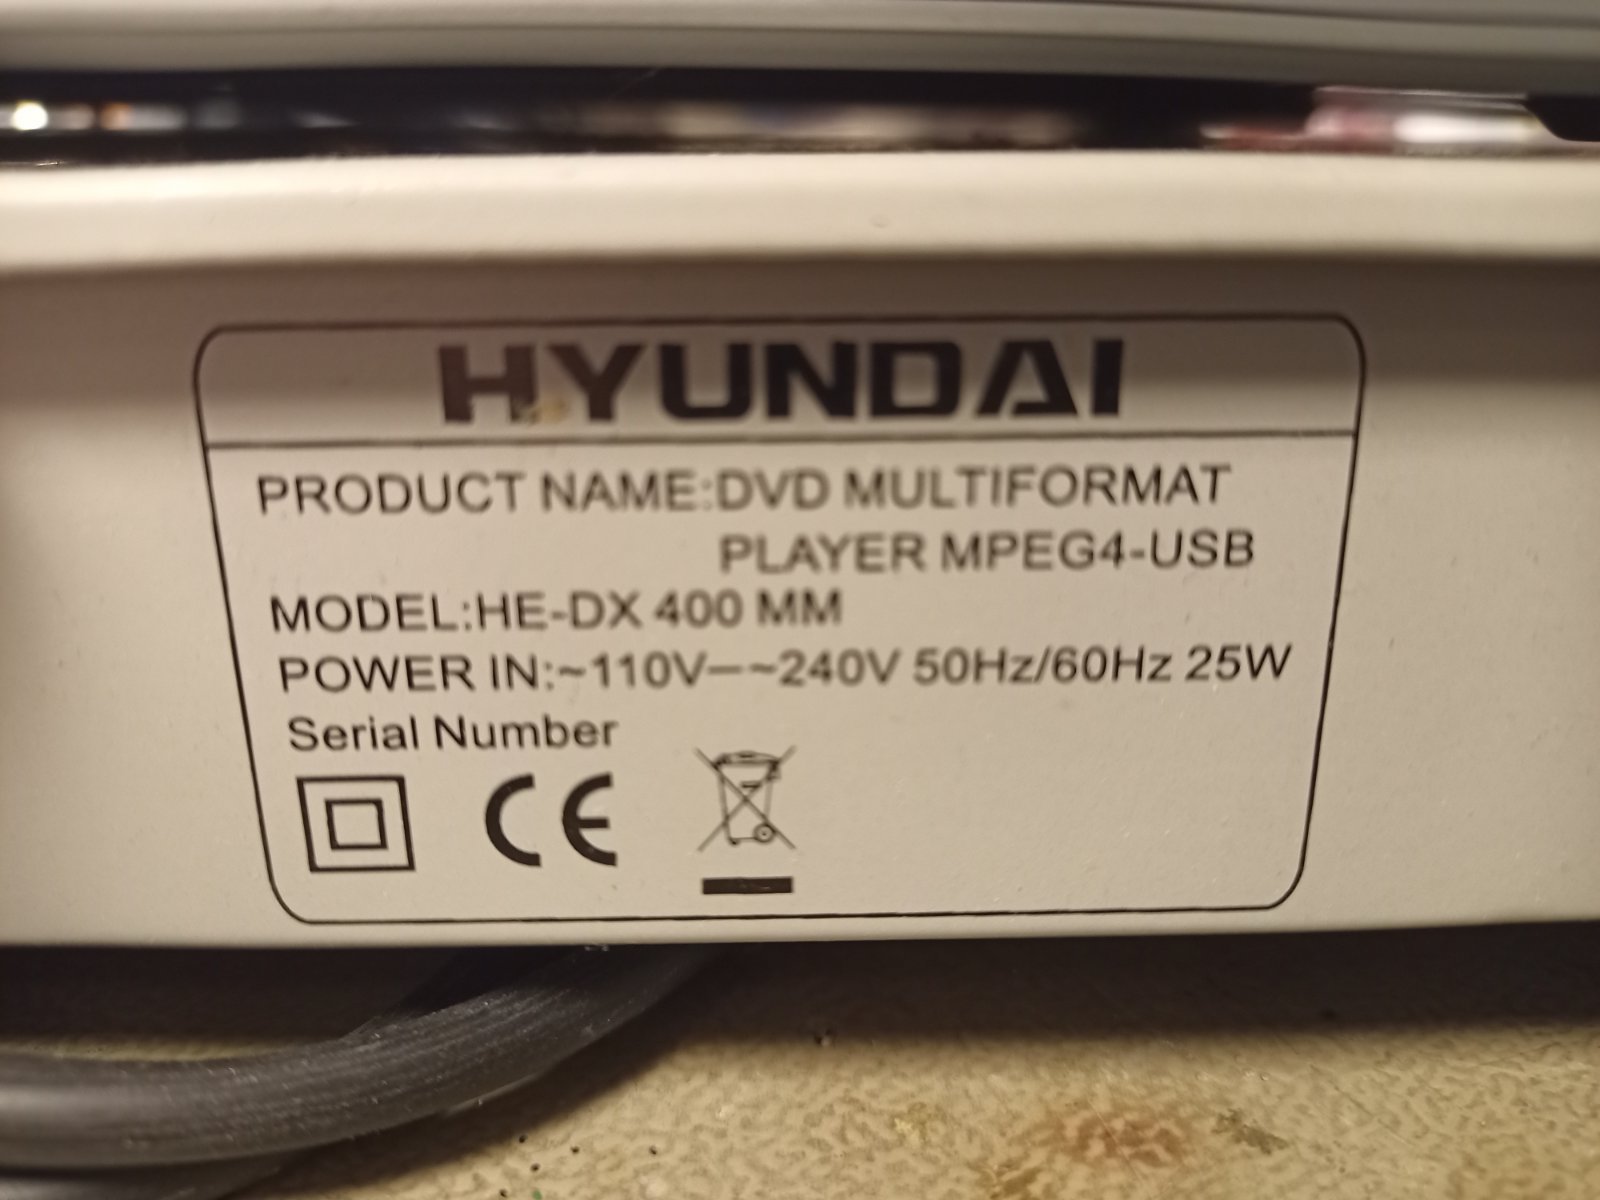 HYUNDAI
PRODUCT NAME:DVD MULTIFORMAT
PLAYER MPEG4-USB
MODEL:HE-DX 400 MM
POWER IN:~110V—~240V 50Hz/60Hz 25W
Serial Number
CE